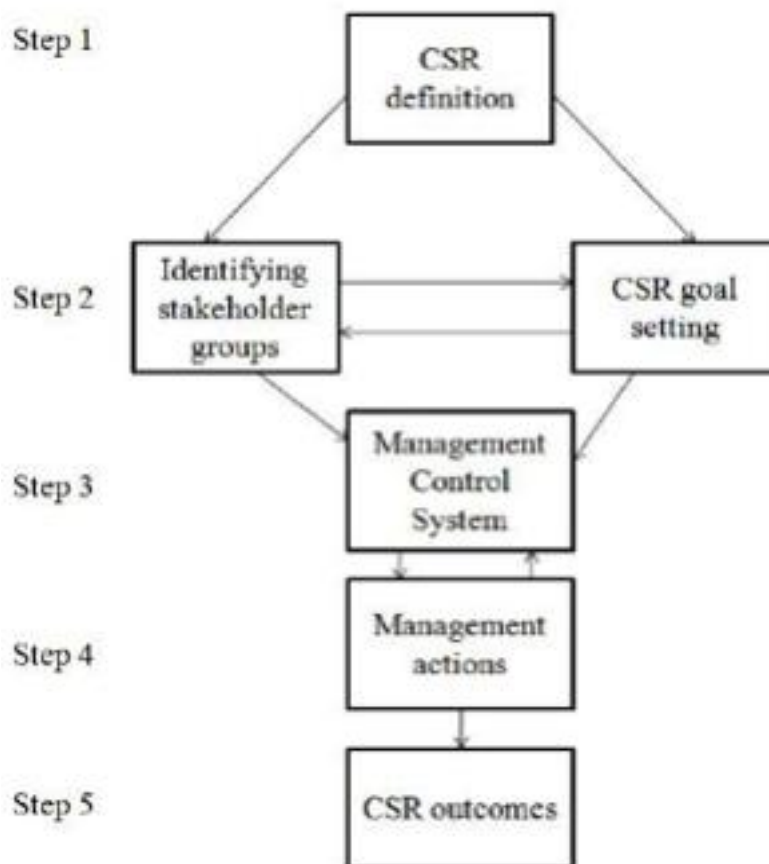 Step 1
CSR
definition
Step 2
Identifying
stakeholder
groups
CSR goal
setting
Step 3
Management
Control
System
Step 4
Management
actions
Step 5
CSR outcomes